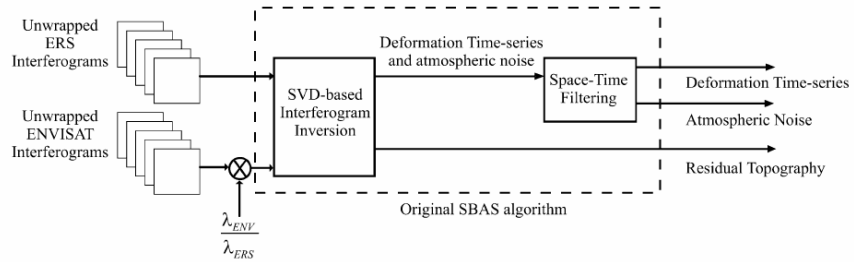 Unwrapped
ERS
Interferograms
Unwrapped
ENVISAT
Interferograms
λENV
λERS
SVD-based
Interferogram
Inversion
Deformation Time-series
and atmospheric noise
Space-Time
Filtering
Deformation Time-series
Atmospheric Noise
Residual Topography
Original SBAS algorithm